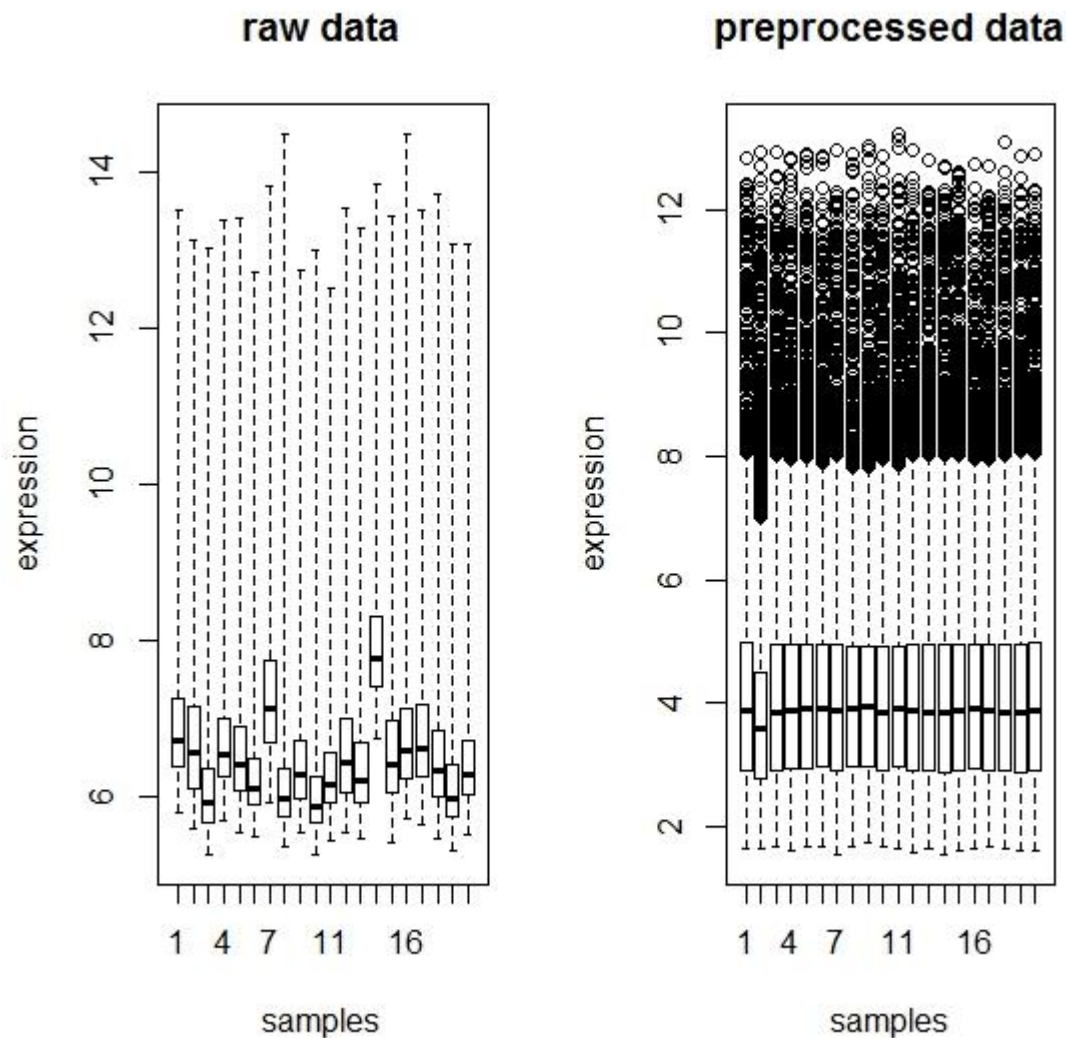 raw data
expression
14
12
10
8
6
1 4 7 11 16
samples
preprocessed data
expression
12
10
8
6
4
2
1 4 7 11 16
samples